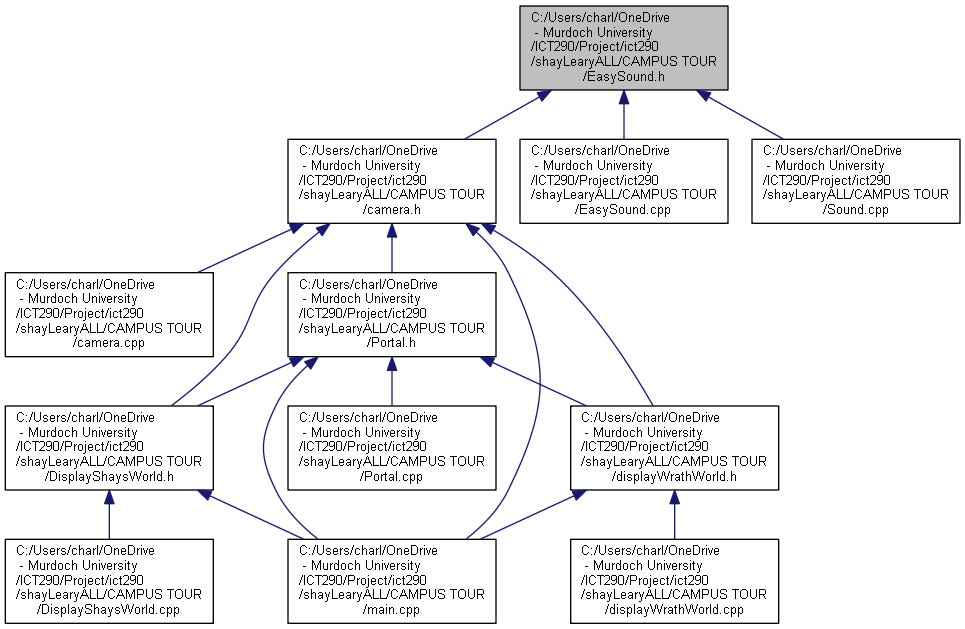 C:/Users/charl/OneDrive
- Murdoch University
/ICT290/Project/ict290
/shayLearyALL/CAMPUS TOUR
/EasySound.h
C:/Users/charl/OneDrive
- Murdoch University
/ICT290/Project/ict290
/shayLearyALL/CAMPUS TOUR
/camera.h
C:/Users/charl/OneDrive
- Murdoch University
/ICT290/Project/ict290
/shayLearyALL/CAMPUS TOUR
/EasySound.cpp
C:/Users/charl/OneDrive
- Murdoch University
/ICT290/Project/ict290
/shayLearyALL/CAMPUS TOUR
/Sound.cpp
C:/Users/charl/OneDrive
- Murdoch University
/ICT290/Project/ict290
/shayLearyALL/CAMPUS TOUR
/camera.cpp
C:/Users/charl/OneDrive
- Murdoch University
/ICT290/Project/ict290
/shayLearyALL/CAMPUS TOUR
/Portal.h
C:/Users/charl/OneDrive
- Murdoch University
/ICT290/Project/ict290
/shayLearyALL/CAMPUS TOUR
/DisplayShaysWorld.h
C:/Users/charl/OneDrive
- Murdoch University
/ICT290/Project/ict290
/shayLearyALL/CAMPUS TOUR
/Portal.cpp
C:/Users/charl/OneDrive
- Murdoch University
/ICT290/Project/ict290
/shayLearyALL/CAMPUS TOUR
/displayWrathWorld.h
C:/Users/charl/OneDrive
- Murdoch University
/ICT290/Project/ict290
/shayLearyALL/CAMPUS TOUR
/DisplayShaysWorld.cpp
C:/Users/charl/OneDrive
- Murdoch University
/ICT290/Project/ict290
/shayLearyALL/CAMPUS TOUR
/main.cpp
C:/Users/charl/OneDrive
- Murdoch University
/ICT290/Project/ict290
/shayLearyALL/CAMPUS TOUR
/displayWrathWorld.cpp